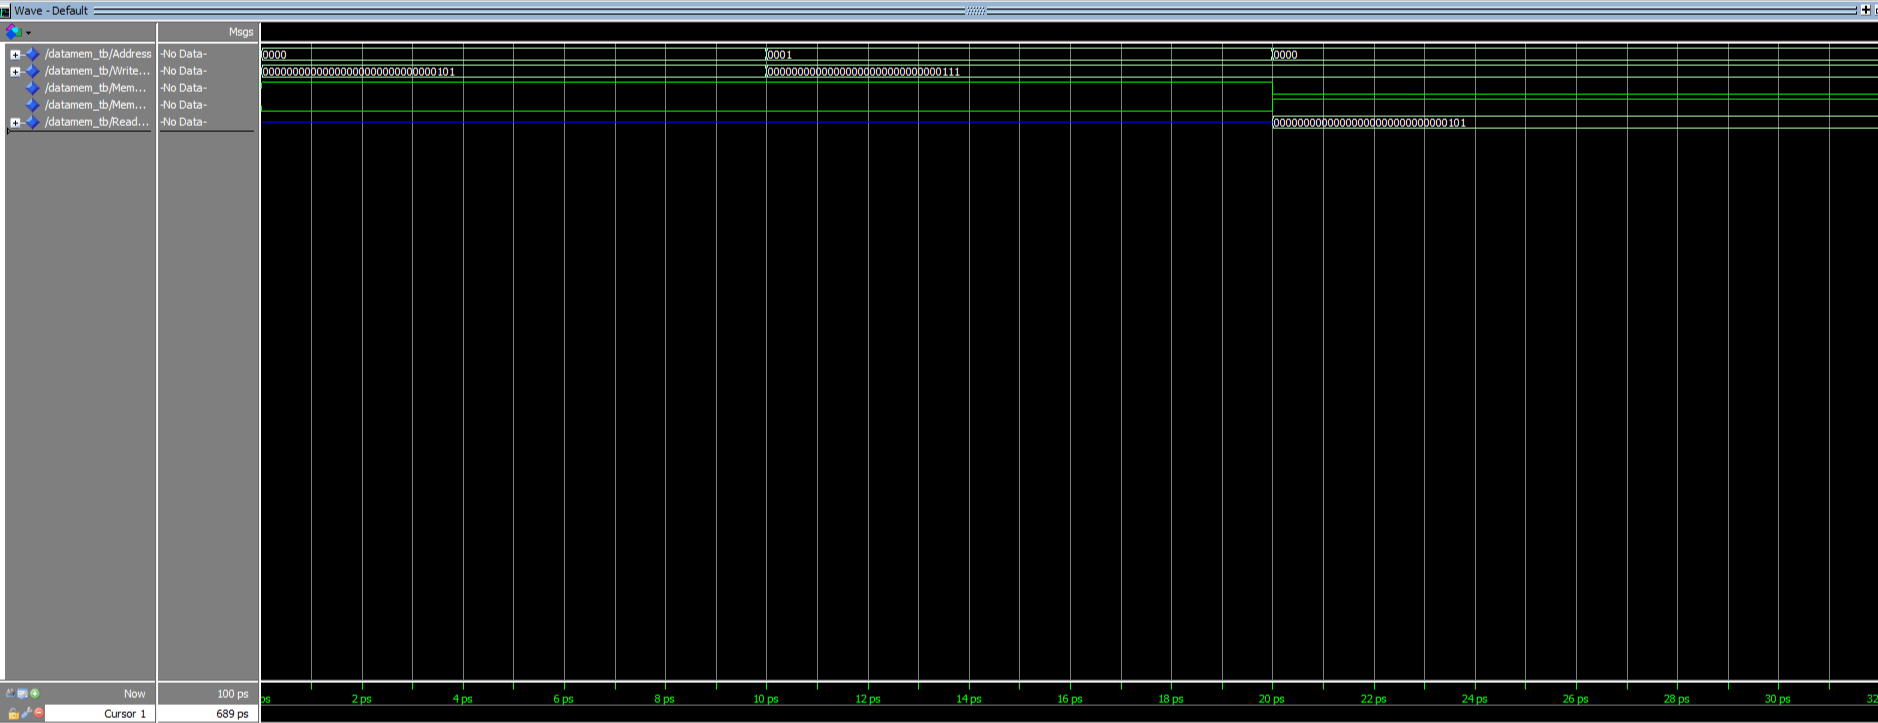 Wave - Default
Msgs
/datamem_tb/Address -No Data- 0000 0001 0000
/datamem_tb/Write... -No Data- 00000000000000000000000000000101 00000000000000000000000000000111
/datamem_tb/Mem... -No Data-
/datamem_tb/Mem... -No Data-
/datamem_tb/Read... -No Data- 00000000000000000000000000000101
Now 100 ps ps 2 ps 4 ps 6 ps 8 ps 10 ps 12 ps 14 ps 16 ps 18 ps 20 ps 22 ps 24 ps 26 ps 28 ps 30 ps 32
Cursor 1 689 ps